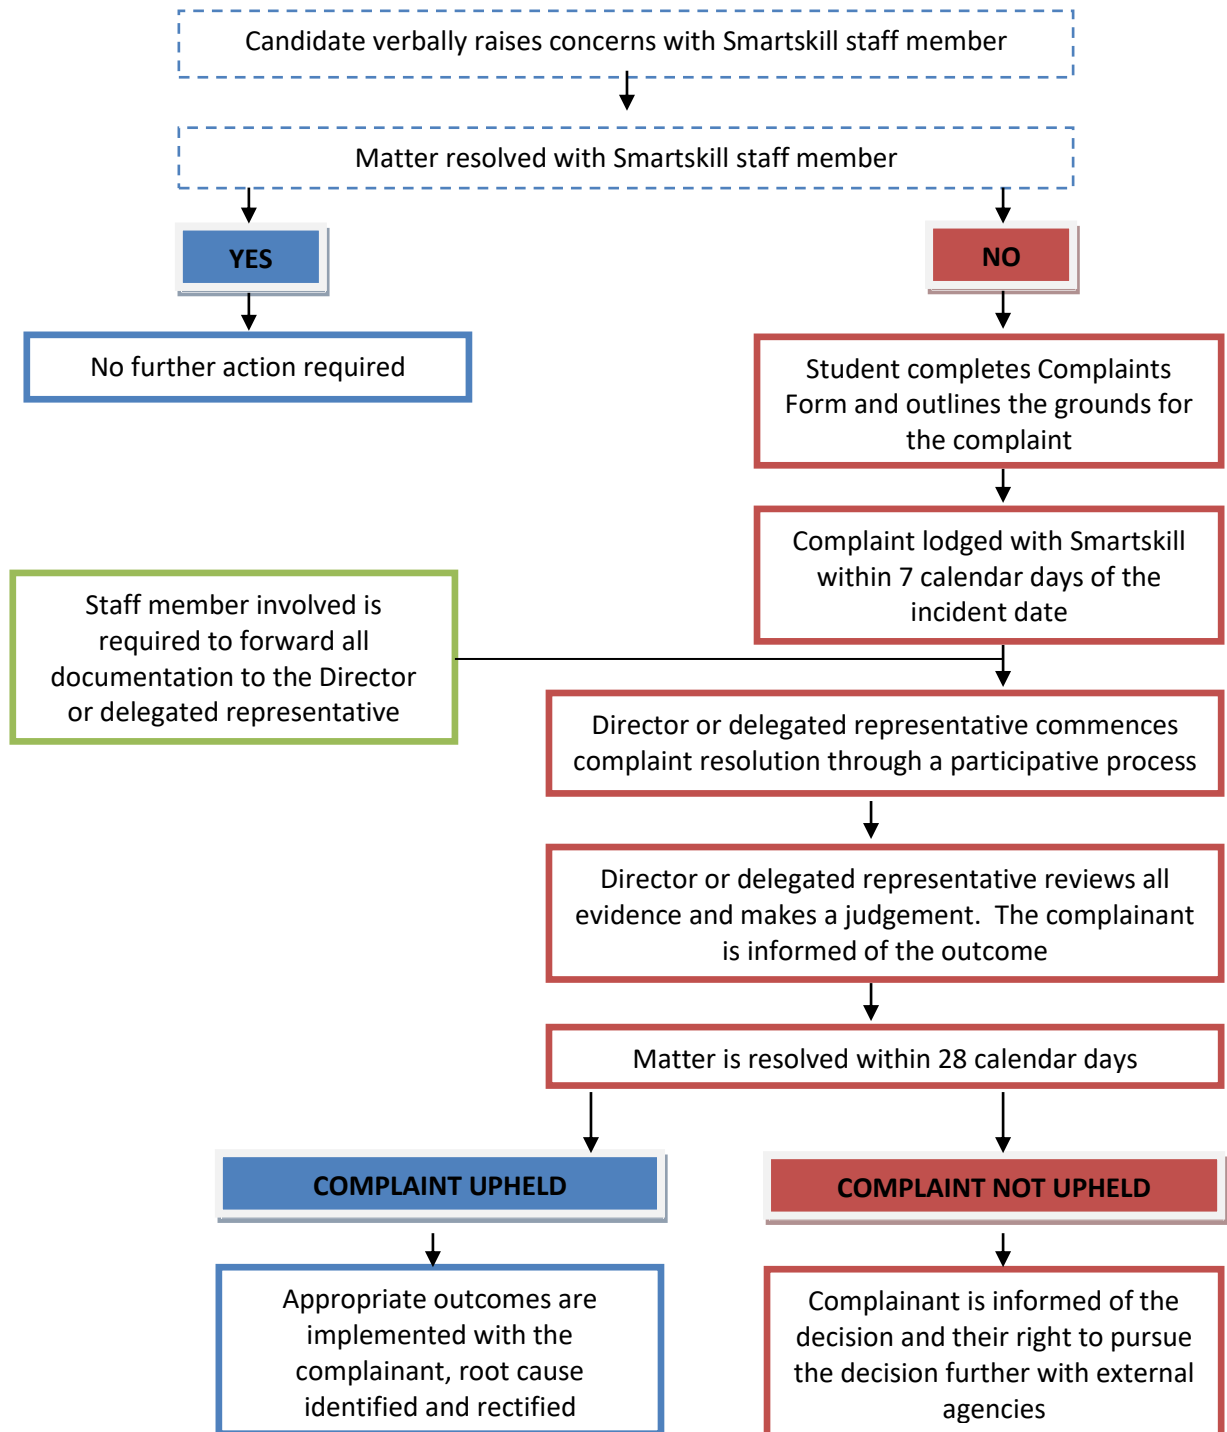 Candidate verbally raises concerns with Smartskill staff member
Matter resolved with Smartskill staff member
YES
NO
No further action required
Student completes Complaints
Form and outlines the grounds for
the complaint
Complaint lodged with Smartskill
within 7 calendar days of the
incident date
Staff member involved is
required to forward all
documentation to the Director
or delegated representative
Director or delegated representative commences
complaint resolution through a participative process
Director or delegated representative reviews all
evidence and makes a judgement.  The complainant
is informed of the outcome
Matter is resolved within 28 calendar days
COMPLAINT UPHELD
COMPLAINT NOT UPHELD
Appropriate outcomes are
implemented with the
complainant, root cause
identified and rectified
Complainant is informed of the
decision and their right to pursue
the decision further with external
agencies